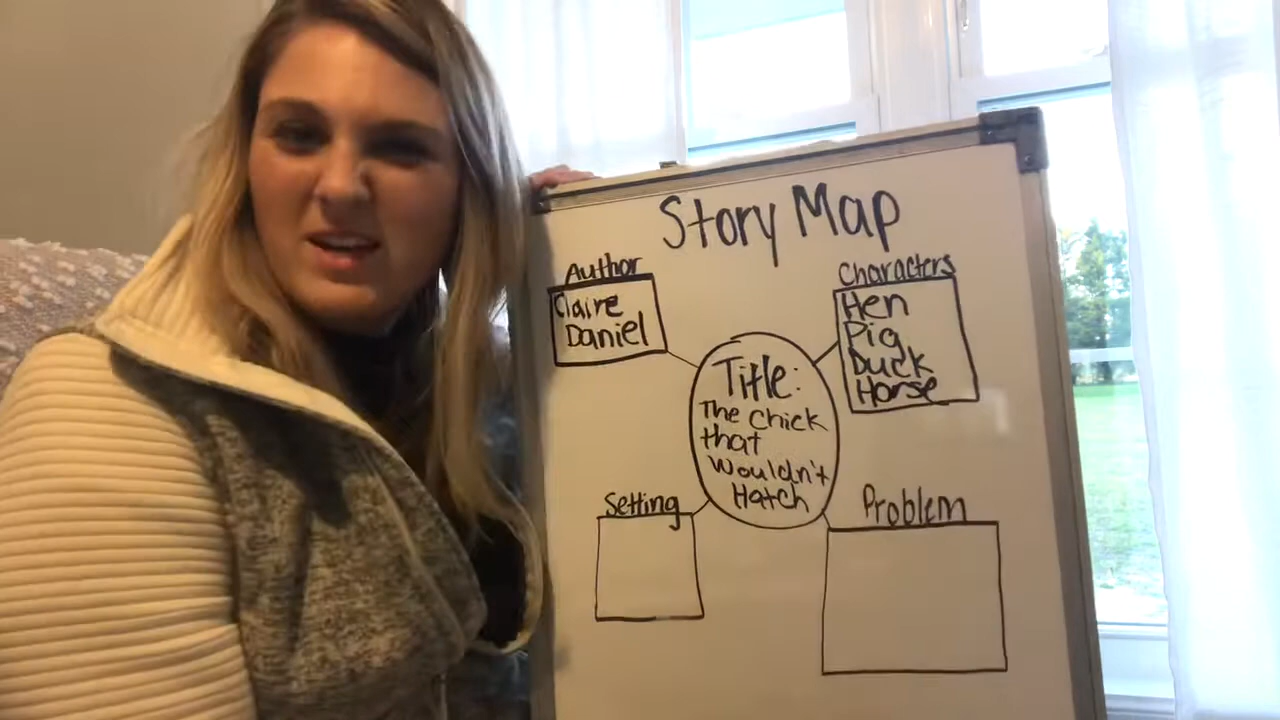 Story Map
Author
Claire
Daniel
Characters
Hen
Pig
Duck
Horse
Title:
The Chick
that
Wouldn't
Hatch
Setting
Problem